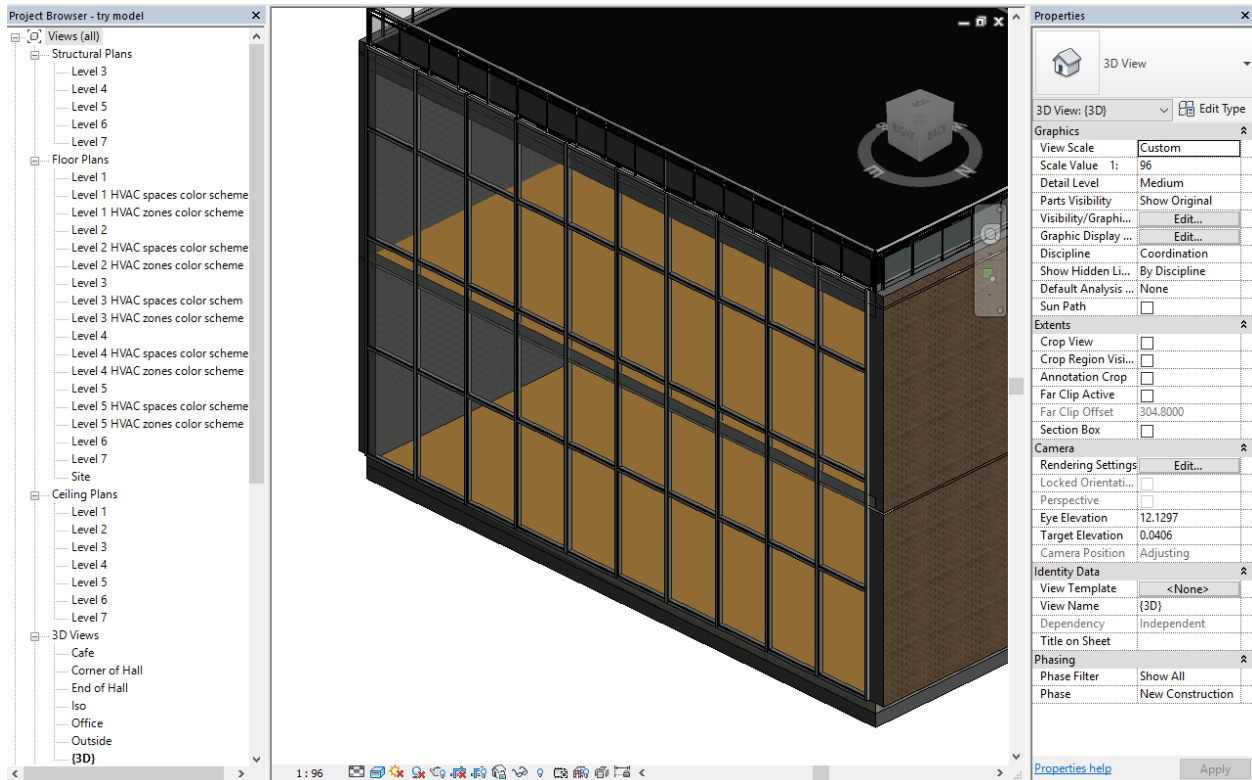 Project Browser - try model
Views (all)
Structural Plans
Level 3
Level 4
Level 5
Level 6
Level 7
Floor Plans
Level 1
Level 1 HVAC spaces color scheme
Level 1 HVAC zones color scheme
Level 2
Level 2 HVAC spaces color scheme
Level 2 HVAC zones color scheme
Level 3
Level 3 HVAC spaces color schem
Level 3 HVAC zones color scheme
Level 4
Level 4 HVAC spaces color scheme
Level 4 HVAC zones color scheme
Level 5
Level 5 HVAC spaces color scheme
Level 5 HVAC zones color scheme
Level 6
Level 7
Site
Ceiling Plans
Level 1
Level 2
Level 3
Level 4
Level 5
Level 6
Level 7
3D Views
Cafe
Corner of Hall
End of Hall
Iso
Office
Outside
{3D}
TOP
RIGHT
BACK
N
E
1 : 96
Properties
3D View
3D View: {3D}
Edit Type
Graphics
View Scale Custom
Scale Value 1: 96
Detail Level Medium
Parts Visibility Show Original
Visibility/Graphi... Edit...
Graphic Display ... Edit...
Discipline Coordination
Show Hidden Li... By Discipline
Default Analysis ... None
Sun Path
Extents
Crop View
Crop Region Visi...
Annotation Crop
Far Clip Active
Far Clip Offset 304.8000
Section Box
Camera
Rendering Settings Edit...
Locked Orientati...
Perspective
Eye Elevation 12.1297
Target Elevation 0.0406
Camera Position Adjusting
Identity Data
View Template <None>
View Name {3D}
Dependency Independent
Title on Sheet
Phasing
Phase Filter Show All
Phase New Construction
Properties help
Apply